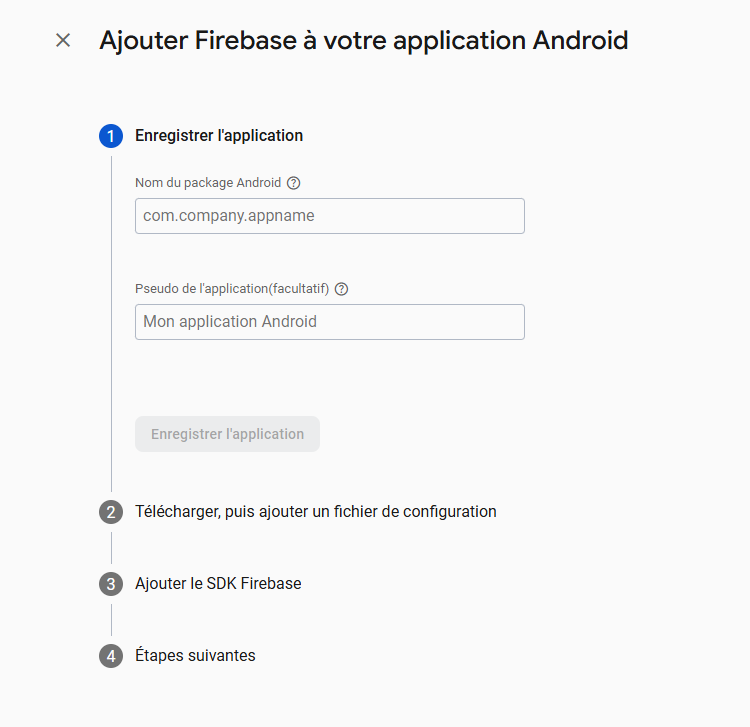 Ajouter Firebase à votre application Android
1 Enregistrer l'application
Nom du package Android ?
com.company.appname
Pseudo de l'application(facultatif) ?
Mon application Android
Enregistrer l'application
2 Télécharger, puis ajouter un fichier de configuration
3 Ajouter le SDK Firebase
4 Étapes suivantes